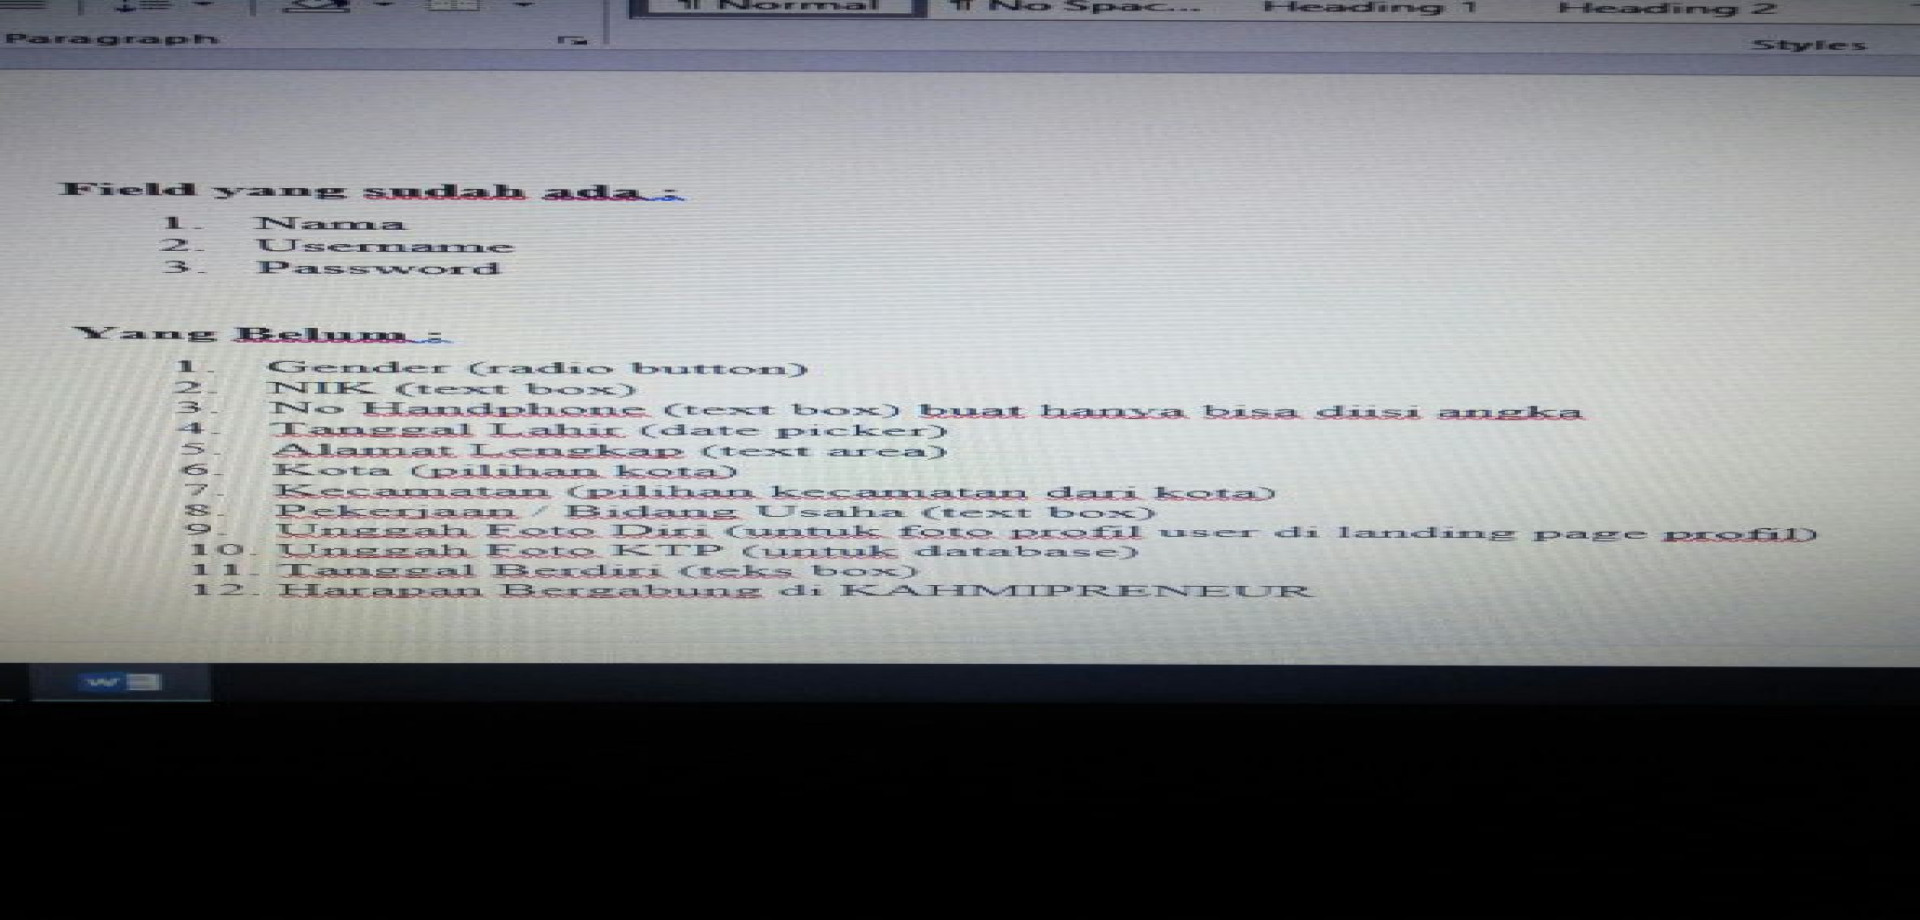 Normal No Spac... Heading 1 Heading 2
Paragraph Styles
Field yang sudah ada :
1. Nama
2. Username
3. Password
Yang Belum :
1. Gender (radio button)
2. NIK (text box)
3. No Handphone (text box) buat hanya bisa diisi angka
4. Tanggal Lahir (date picker)
5. Alamat Lengkap (text area)
6. Kota (pilihan kota)
7. Kecamatan (pilihan kecamatan dari kota)
8. Pekerjaan / Bidang Usaha (text box)
9. Unggah Foto Diri (untuk foto profil user di landing page profil)
10. Unggah Foto KTP (untuk database)
11. Tanggal Berdiri (teks box)
12. Harapan Bergabung di KAHMIPRENEUR